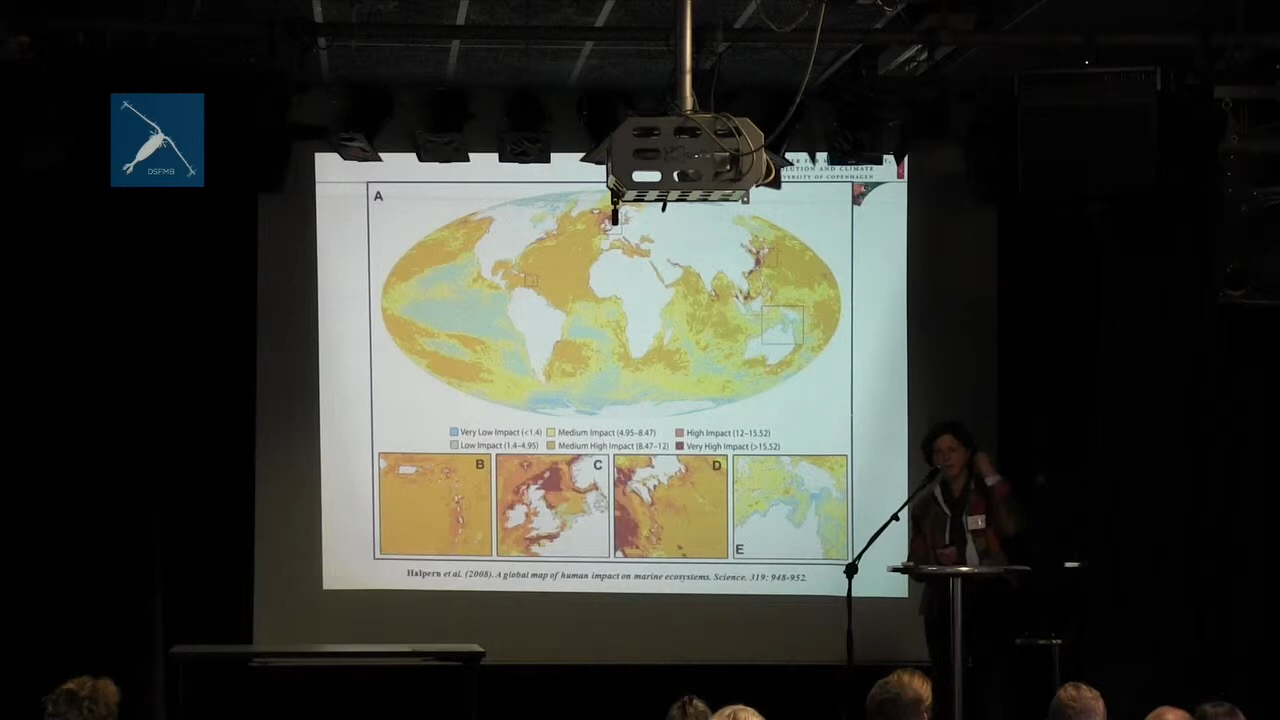 DSFMB
LUTION AND CLIMATE
VERSITY OF COPENHAGEN
A
Very Low Impact (<1.4)
Medium Impact (4.95–8.47)
High Impact (12–15.52)
Low Impact (1.4–4.95)
Medium High Impact (8.47–12)
Very High Impact (>15.52)
B
C
D
E
Halpern et al. (2008). A global map of human impact on marine ecosystems. Science, 319: 948-952.